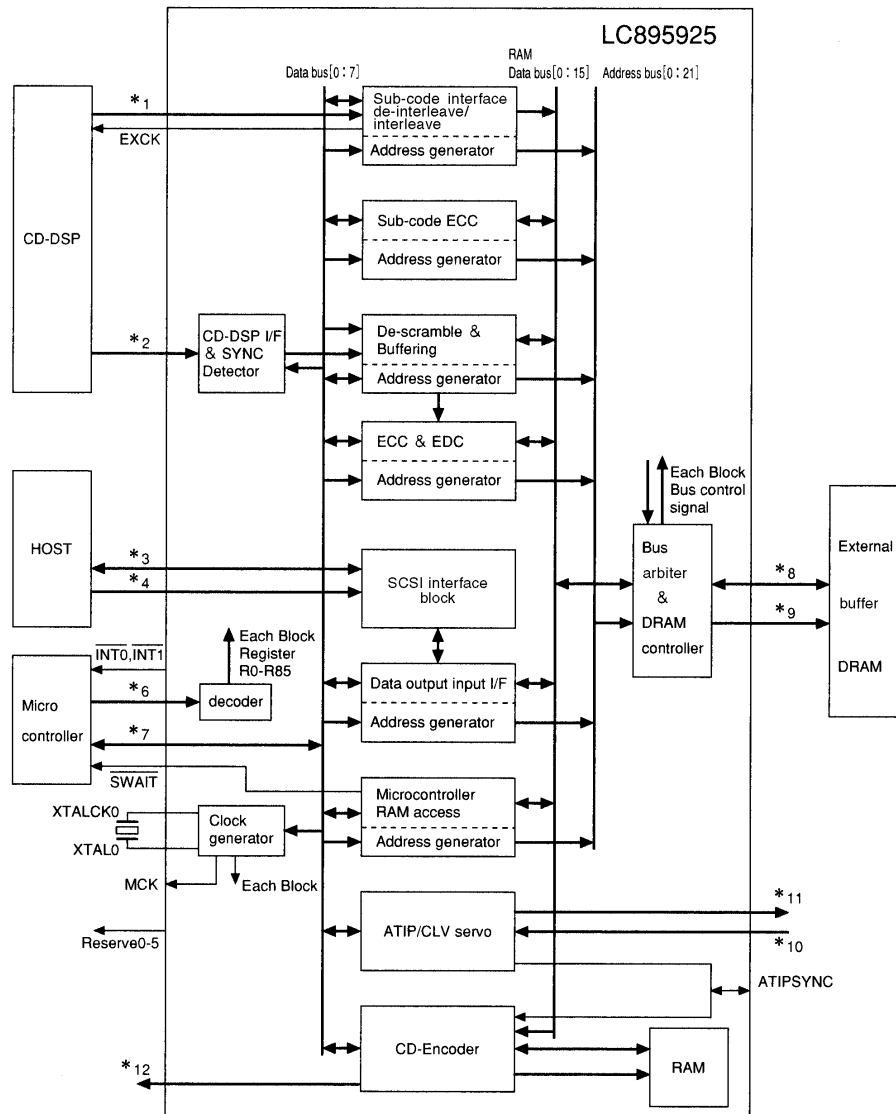 LC895925
RAM
Data bus[0:7]
Data bus[0:15]
Address bus[0:21]
CD-DSP
*1
EXCK
Sub-code interface
de-interleave/
interleave
Address generator
Sub-code ECC
Address generator
*2
CD-DSP I/F
& SYNC
Detector
De-scramble &
Buffering
Address generator
ECC & EDC
Address generator
Each Block
Bus control
signal
HOST
*3
*4
SCSI interface
block
Bus
arbiter
&
DRAM
controller
*8
*9
External
buffer
DRAM
Each Block
Register
R0-R85
INT0,INT1
Micro
controller
*6
decoder
*7
Data output input I/F
Address generator
SWAIT
Microcontroller
RAM access
Address generator
XTALCK0
XTAL0
Clock
generator
MCK
Each Block
Reserve0-5
ATIP/CLV servo
*11
*10
ATIPSYNC
CD-Encoder
RAM
*12